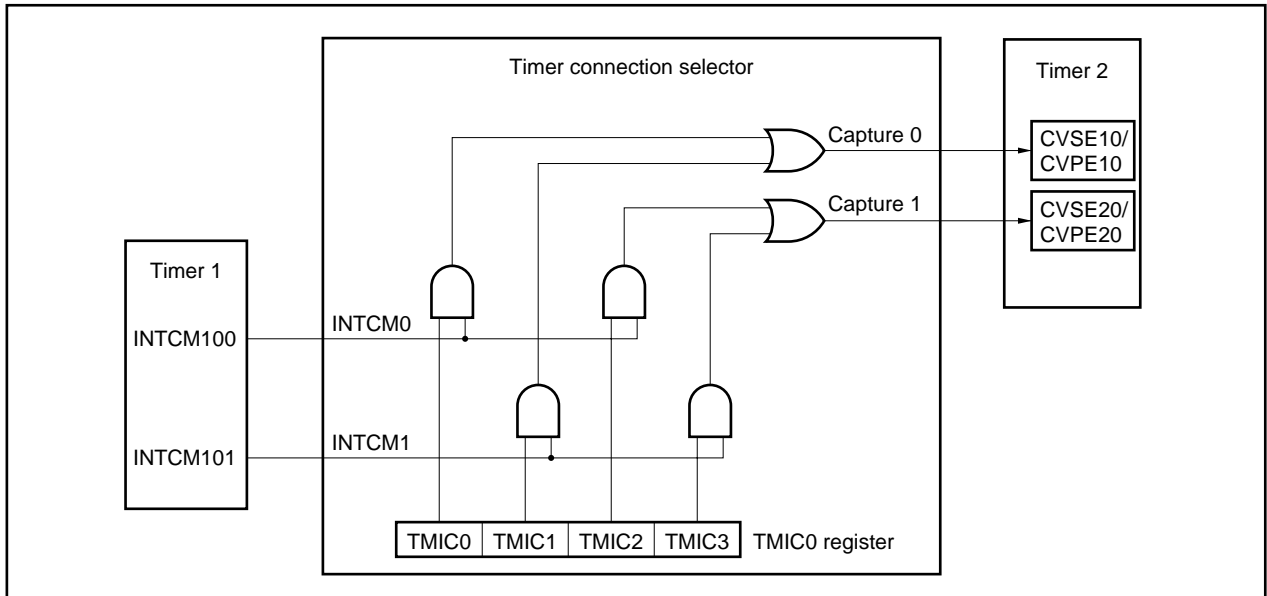 Timer connection selector
Timer 2
Capture 0
CVSE10/
CVPE10
Capture 1
CVSE20/
CVPE20
Timer 1
INTCM100
INTCM0
INTCM101
INTCM1
TMIC0 TMIC1 TMIC2 TMIC3 TMIC0 register